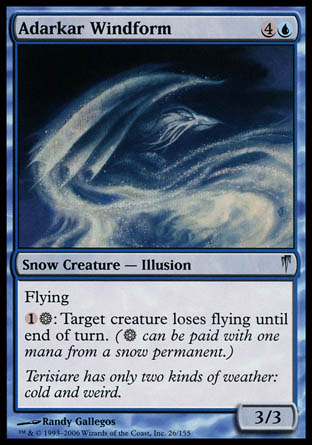 Adarkar Windform 4
Snow Creature — Illusion
Flying
1: Target creature loses flying until
end of turn. ( can be paid with one
mana from a snow permanent.)
Terisiare has only two kinds of weather:
cold and weird.
Randy Gallegos
™ & © 1993–2006 Wizards of the Coast, Inc. 26/155
3/3